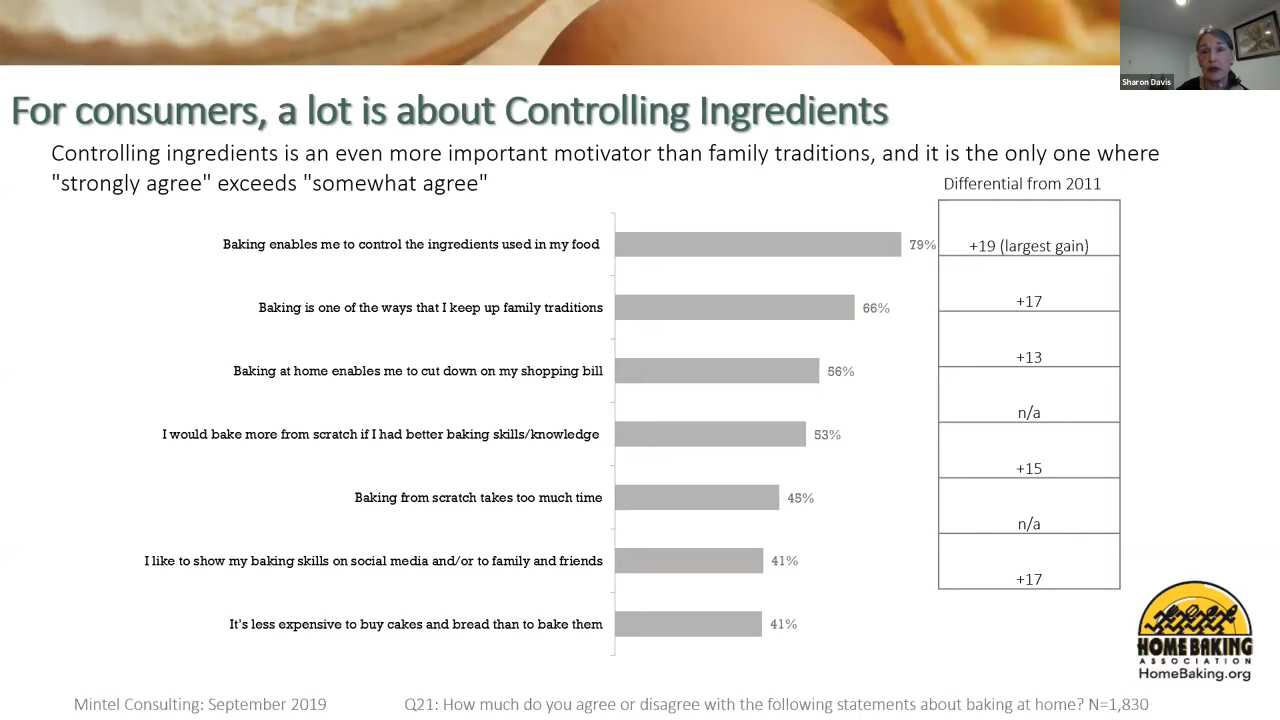 Sharon Davis
For consumers, a lot is about Controlling Ingredients
Controlling ingredients is an even more important motivator than family traditions, and it is the only one where
"strongly agree" exceeds "somewhat agree"
Differential from 2011
Baking enables me to control the ingredients used in my food 79% +19 (largest gain)
Baking is one of the ways that I keep up family traditions 66% +17
Baking at home enables me to cut down on my shopping bill 56% +13
I would bake more from scratch if I had better baking skills/knowledge 53% n/a
Baking from scratch takes too much time 45% +15
I like to show my baking skills on social media and/or to family and friends 41% n/a
It's less expensive to buy cakes and bread than to bake them 41% +17
HOME BAKING
ASSOCIATION
HomeBaking.org
Mintel Consulting: September 2019 Q21: How much do you agree or disagree with the following statements about baking at home? N=1,830